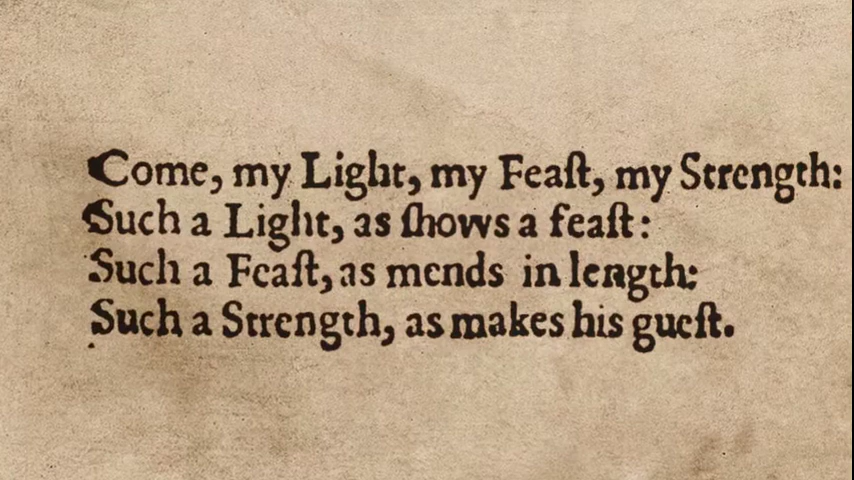 Come, my Light, my Feaſt, my Strength:
Such a Light, as ſhows a feaſt:
Such a Feaſt, as mends in length:
Such a Strength, as makes his gueſt.